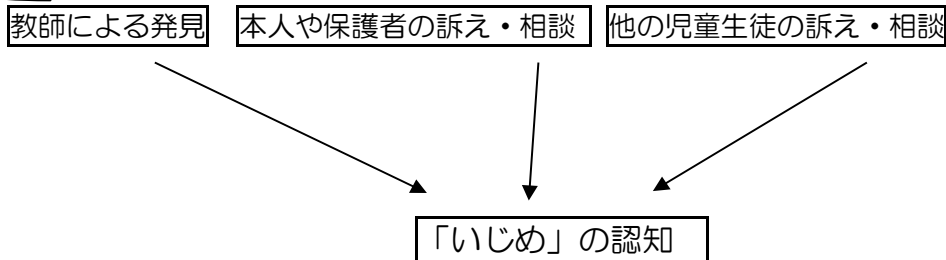 教師による発見
本人や保護者の訴え・相談
他の児童生徒の訴え・相談
「いじめ」の認知